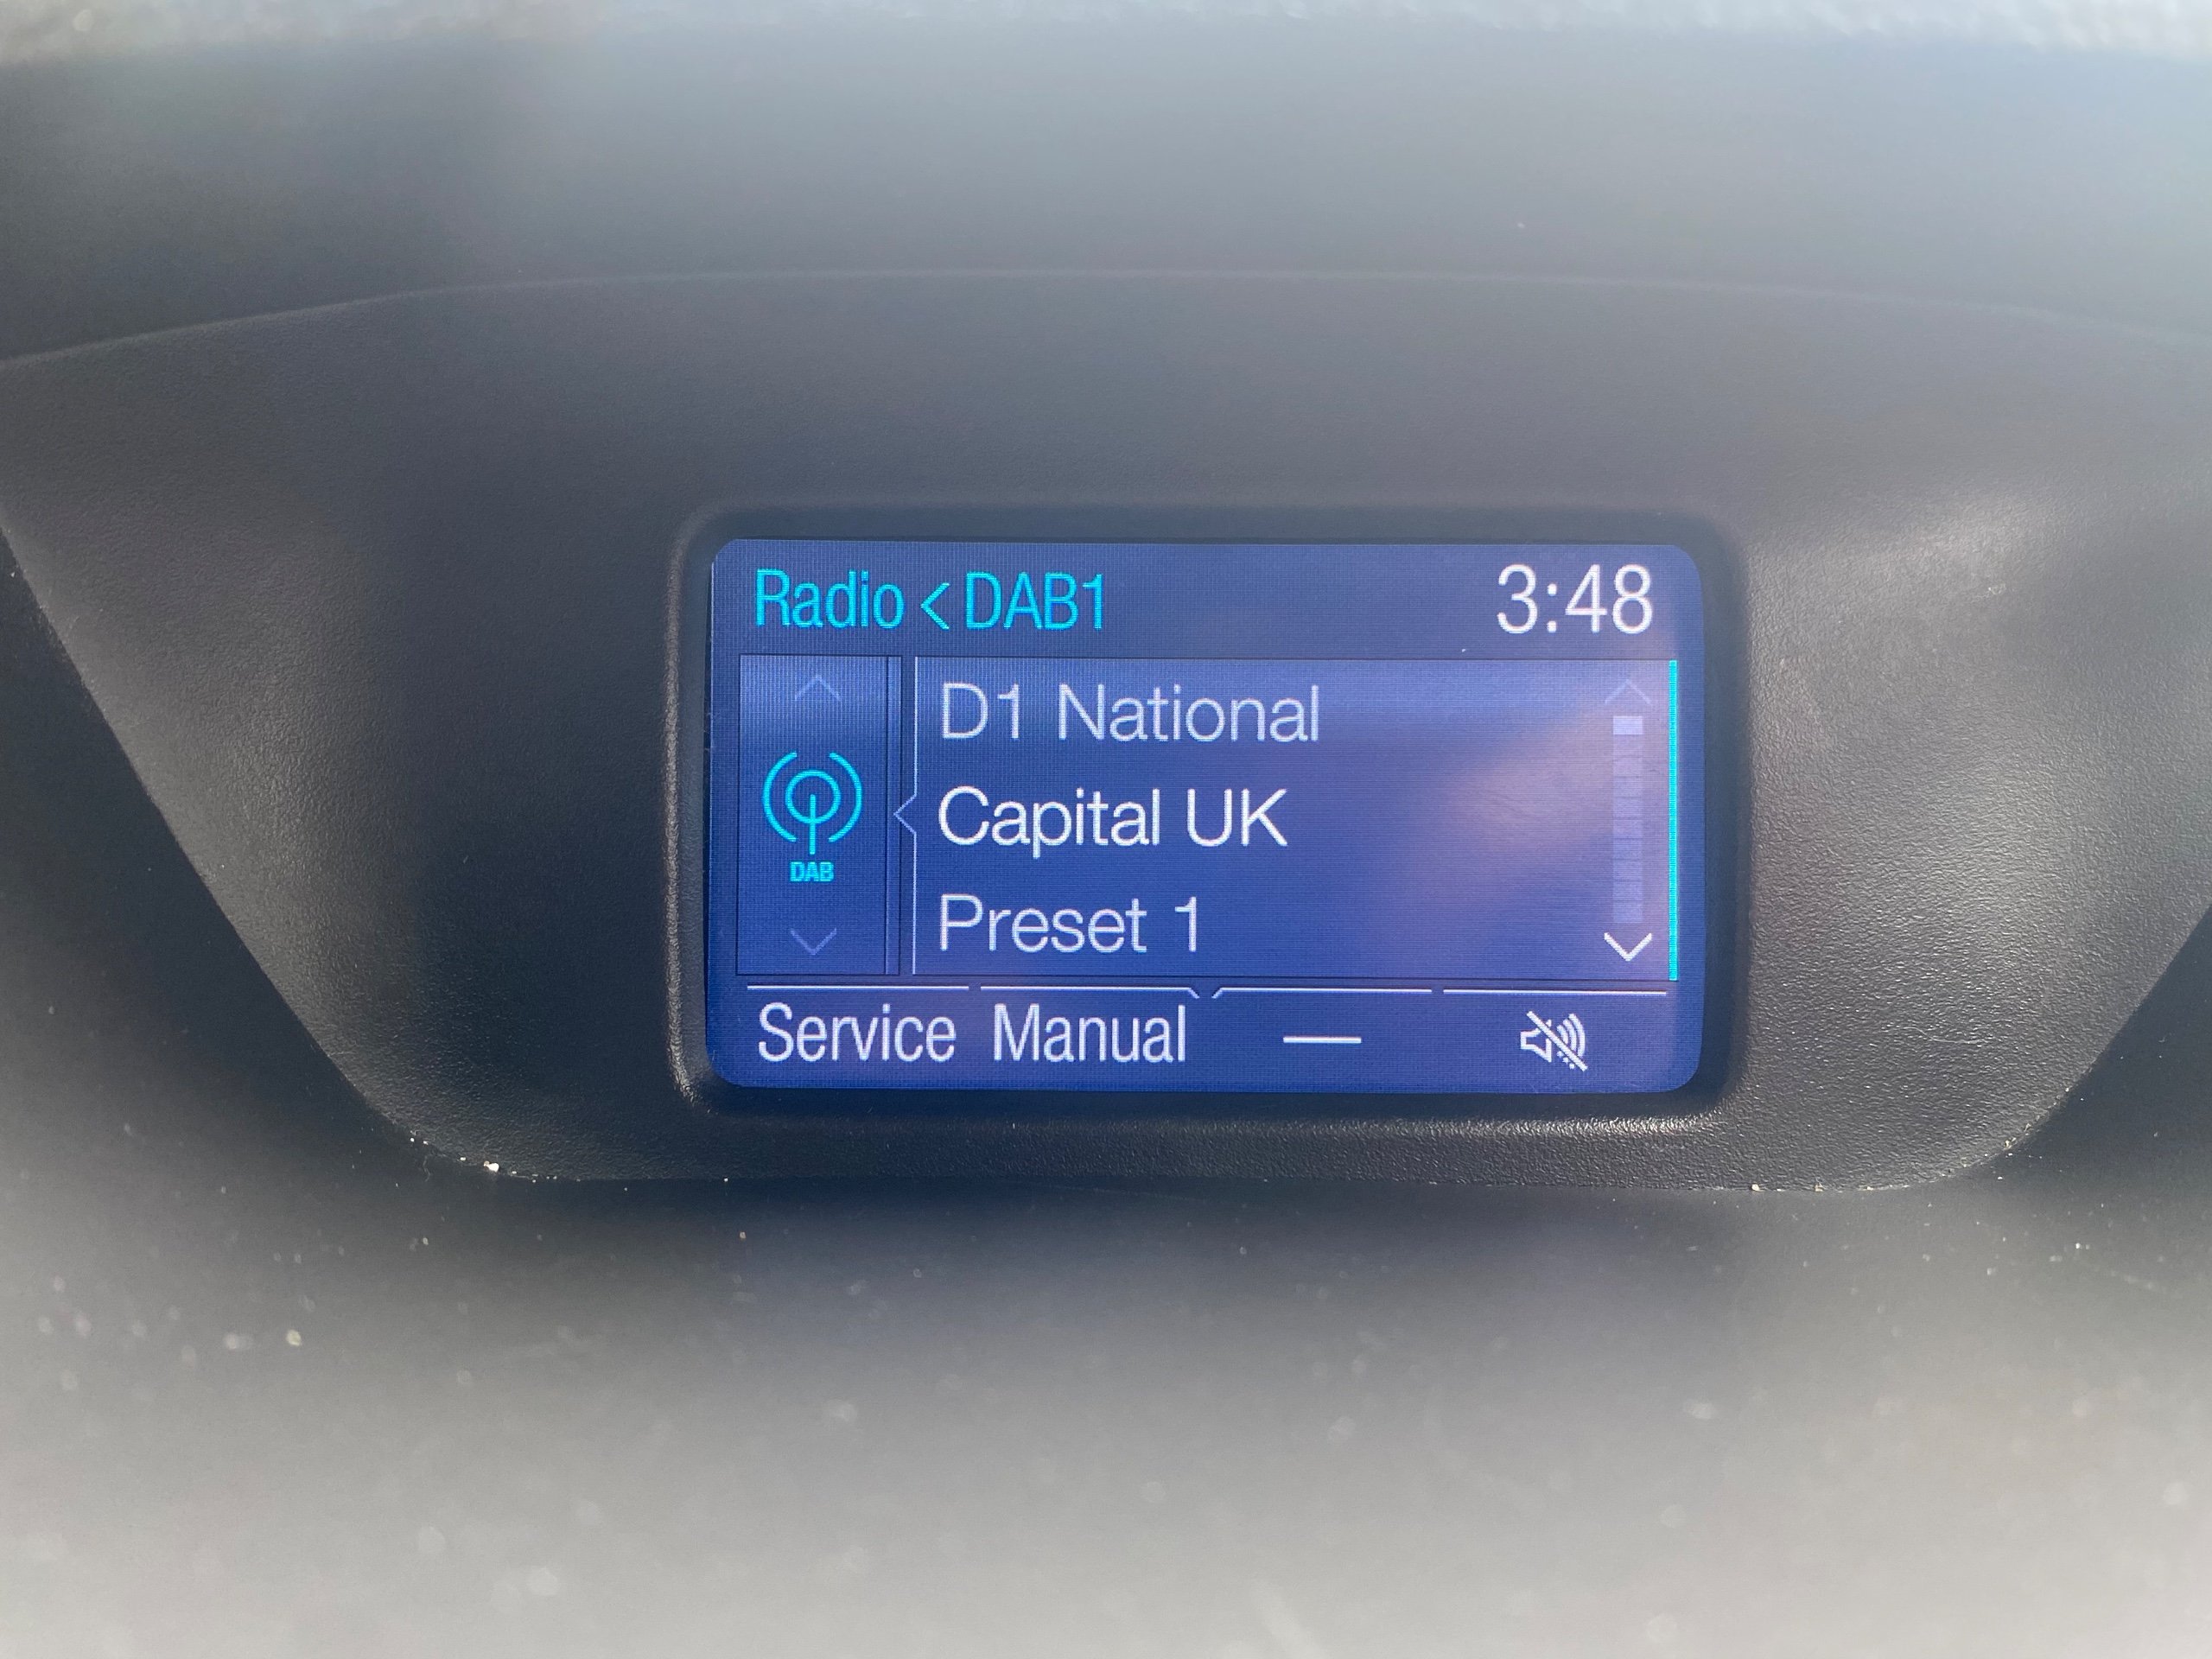 Radio < DAB1 3:48
D1 National
Capital UK
DAB
Preset 1
Service Manual —